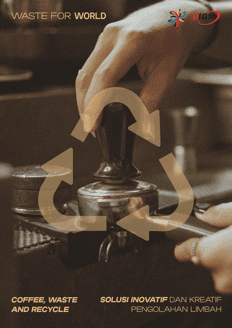 WASTE FOR WORLD
COFFEE, WASTE
AND RECYCLE
SOLUSI INOVATIF DAN KREATIF
PENGOLAHAN LIMBAH